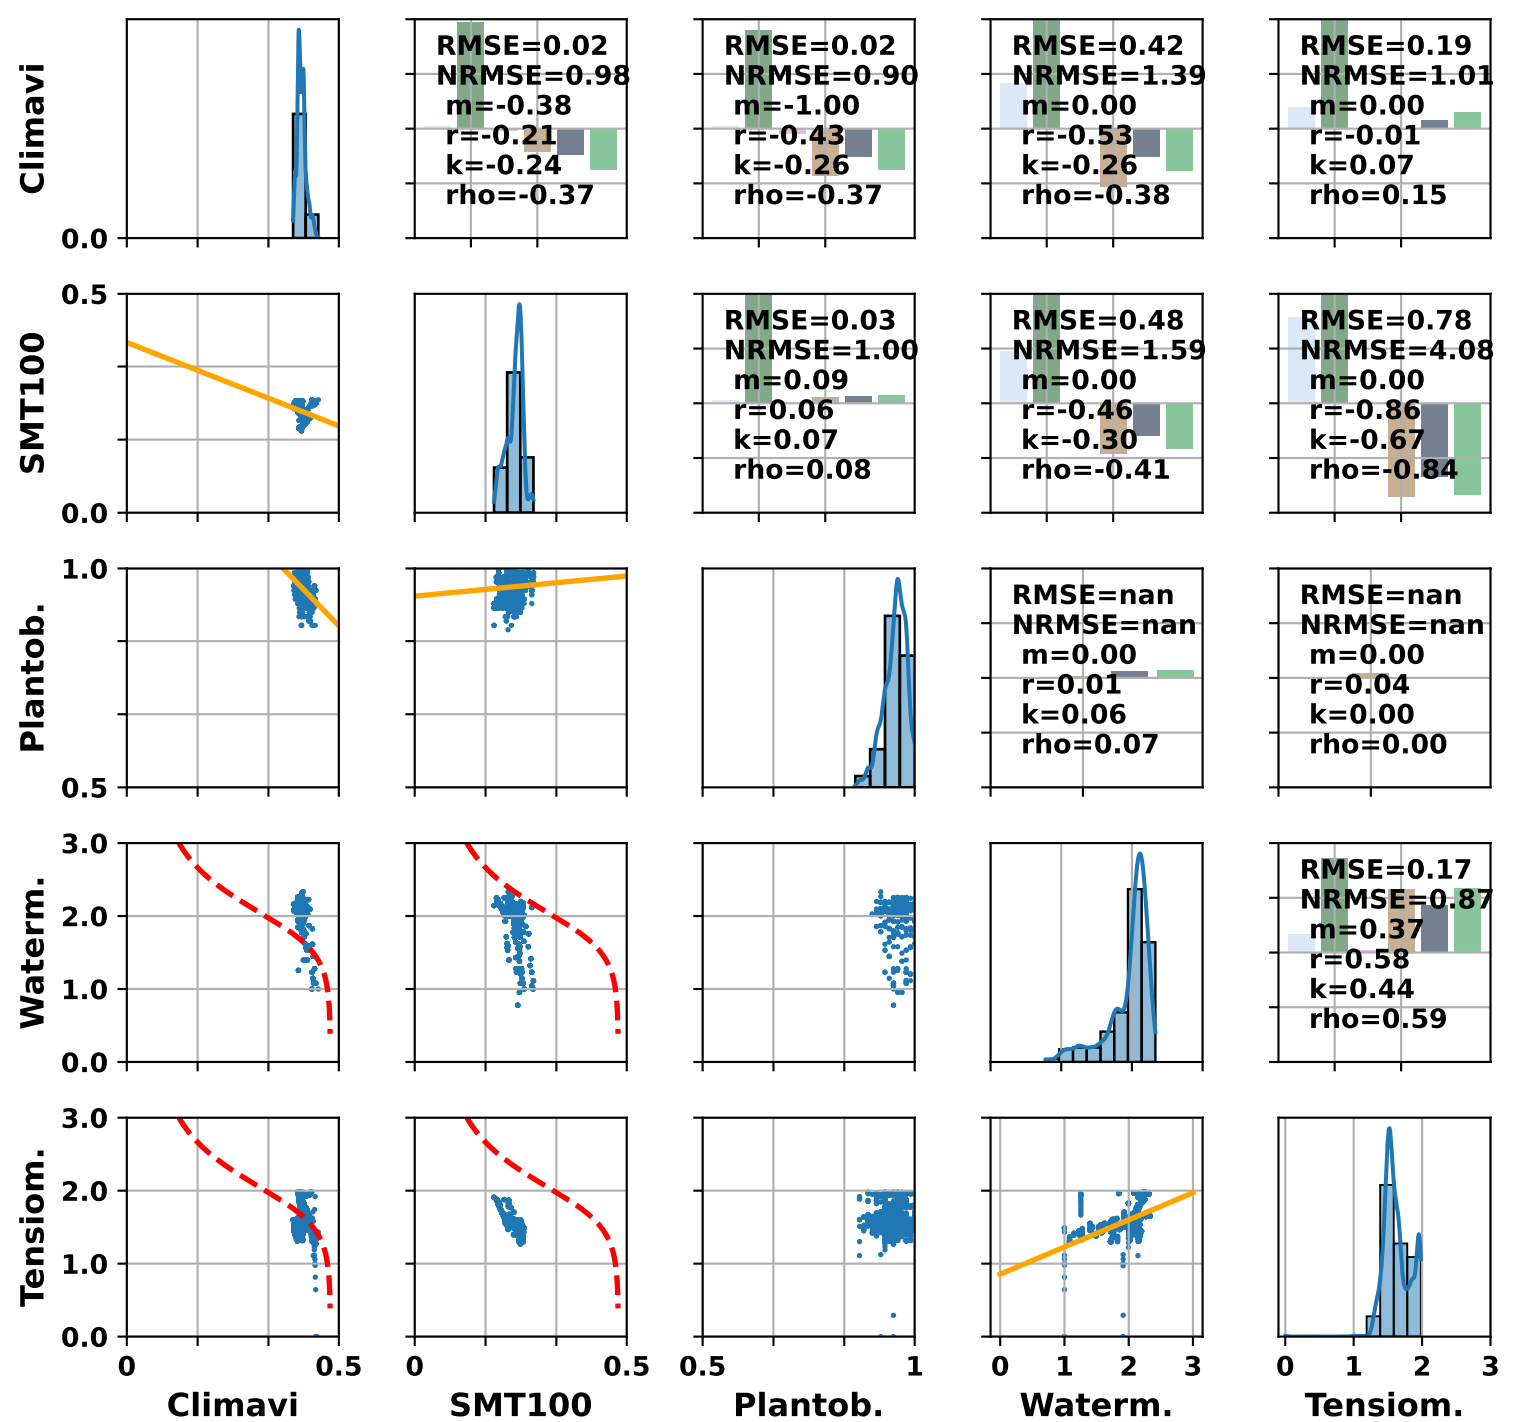 Climavi
0.0
RMSE=0.02
NRMSE=0.98
m=-0.38
r=-0.21
k=-0.24
rho=-0.37
RMSE=0.02
NRMSE=0.90
m=-1.00
r=-0.43
k=-0.26
rho=-0.37
RMSE=0.42
NRMSE=1.39
m=0.00
r=-0.53
k=-0.26
rho=-0.38
RMSE=0.19
NRMSE=1.01
m=0.00
r=-0.01
k=0.07
rho=0.15
SMT100
0.5
0.0
RMSE=0.03
NRMSE=1.00
m=0.09
r=0.06
k=0.07
rho=0.08
RMSE=0.48
NRMSE=1.59
m=0.00
r=-0.46
k=-0.30
rho=-0.41
RMSE=0.78
NRMSE=4.08
m=0.00
r=-0.86
k=-0.67
rho=-0.84
Plantob.
1.0
0.5
RMSE=nan
NRMSE=nan
m=0.00
r=0.01
k=0.06
rho=0.07
RMSE=nan
NRMSE=nan
m=0.00
r=0.04
k=0.00
rho=0.00
Waterm.
3.0
2.0
1.0
0.0
RMSE=0.17
NRMSE=0.87
m=0.37
r=0.58
k=0.44
rho=0.59
Tensiom.
3.0
2.0
1.0
0.0
0 0.5
0 0.5
0.5 1
0 1 2 3
0 1 2 3
Climavi
SMT100
Plantob.
Waterm.
Tensiom.